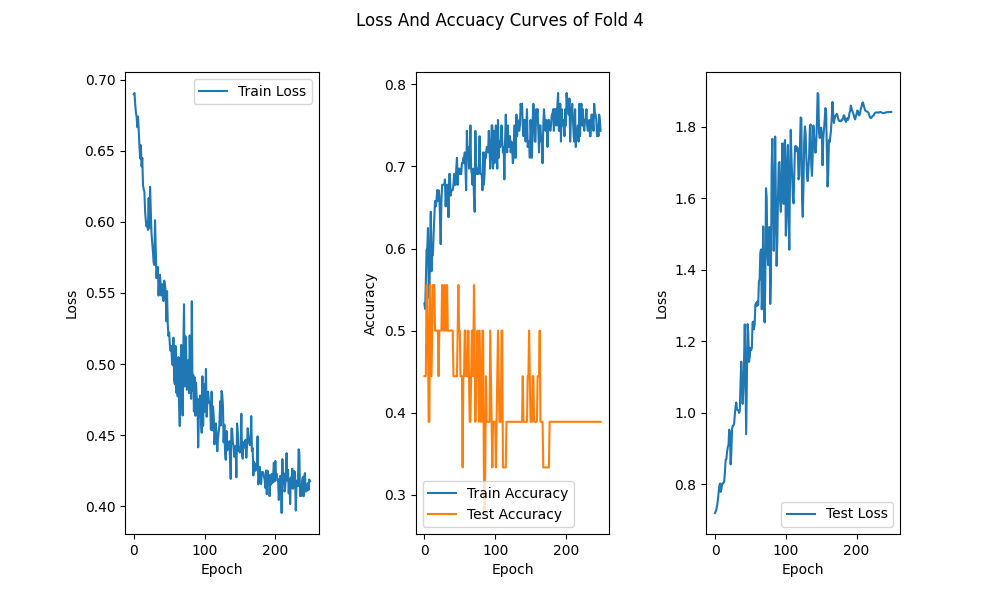 Loss And Accuacy Curves of Fold 4
0.70
0.65
0.60
0.55
0.50
0.45
0.40
0
100
200
Loss
Epoch
Train Loss
0.8
0.7
0.6
0.5
0.4
0.3
0
100
200
Accuracy
Epoch
Train Accuracy
Test Accuracy
1.8
1.6
1.4
1.2
1.0
0.8
0
100
200
Loss
Epoch
Test Loss